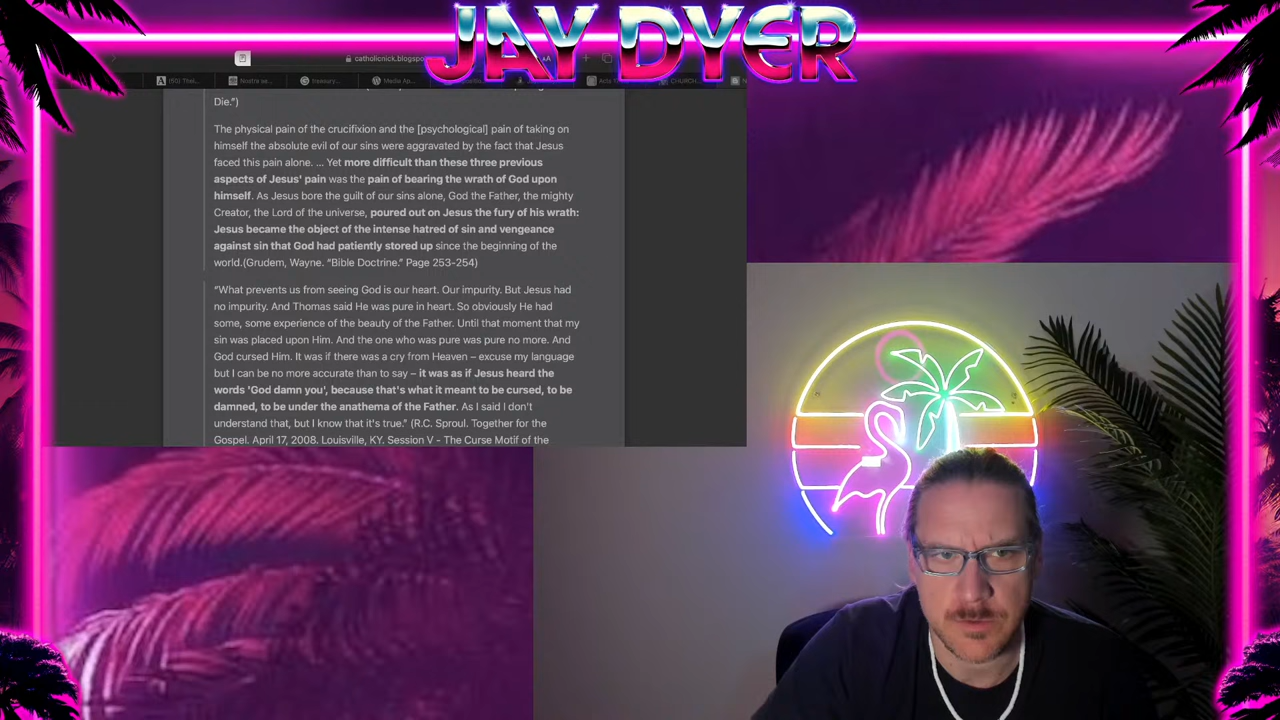 JAY DYER
catholicnick.blogspo
Die.")
The physical pain of the crucifixion and the [psychological] pain of taking on
himself the absolute evil of our sins were aggravated by the fact that Jesus
faced this pain alone. ... Yet more difficult than these three previous
aspects of Jesus' pain was the pain of bearing the wrath of God upon
himself. As Jesus bore the guilt of our sins alone, God the Father, the mighty
Creator, the Lord of the universe, poured out on Jesus the fury of his wrath:
Jesus became the object of the intense hatred of sin and vengeance
against sin that God had patiently stored up since the beginning of the
world.(Grudem, Wayne. “Bible Doctrine.” Page 253-254)
“What prevents us from seeing God is our heart. Our impurity. But Jesus had
no impurity. And Thomas said He was pure in heart. So obviously He had
some, some experience of the beauty of the Father. Until that moment that my
sin was placed upon Him. And the one who was pure was pure no more. And
God cursed Him. It was if there was a cry from Heaven – excuse my language
but I can be no more accurate than to say – it was as if Jesus heard the
words 'God damn you', because that's what it meant to be cursed, to be
damned, to be under the anathema of the Father. As I said I don't
understand that, but I know that it's true.” (R.C. Sproul. Together for the
Gospel. April 17, 2008. Louisville, KY. Session V - The Curse Motif of the